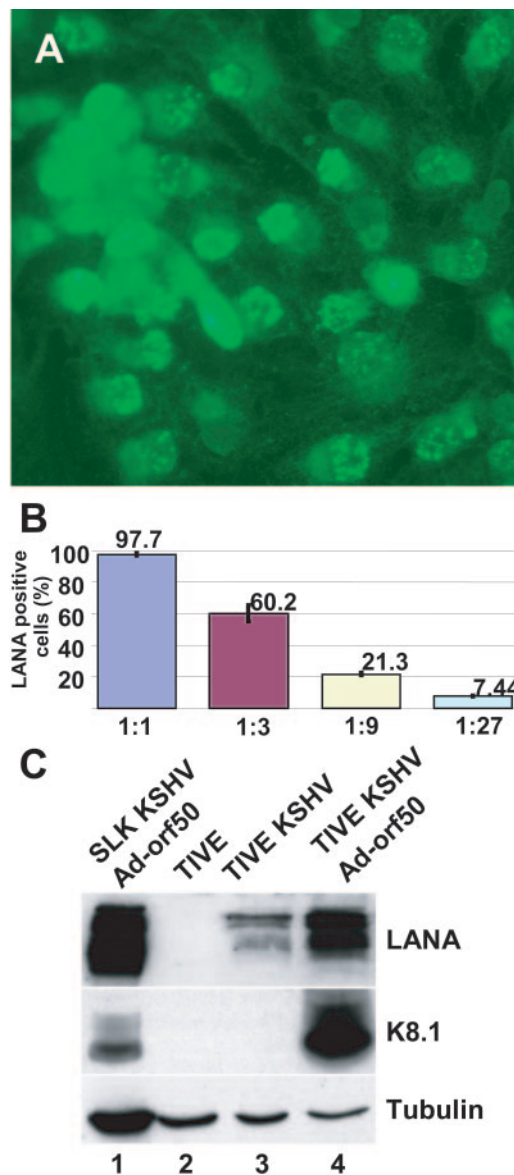 A
B
LANA positive
cells (%)
100
80
60
40
20
97.7
60.2
21.3
7.44
1:1
1:3
1:9
1:27
C
SLK KSHV
Ad-orf50
TIVE
TIVE KSHV
TIVE KSHV
Ad-orf50
LANA
K8.1
Tubulin
1
2
3
4